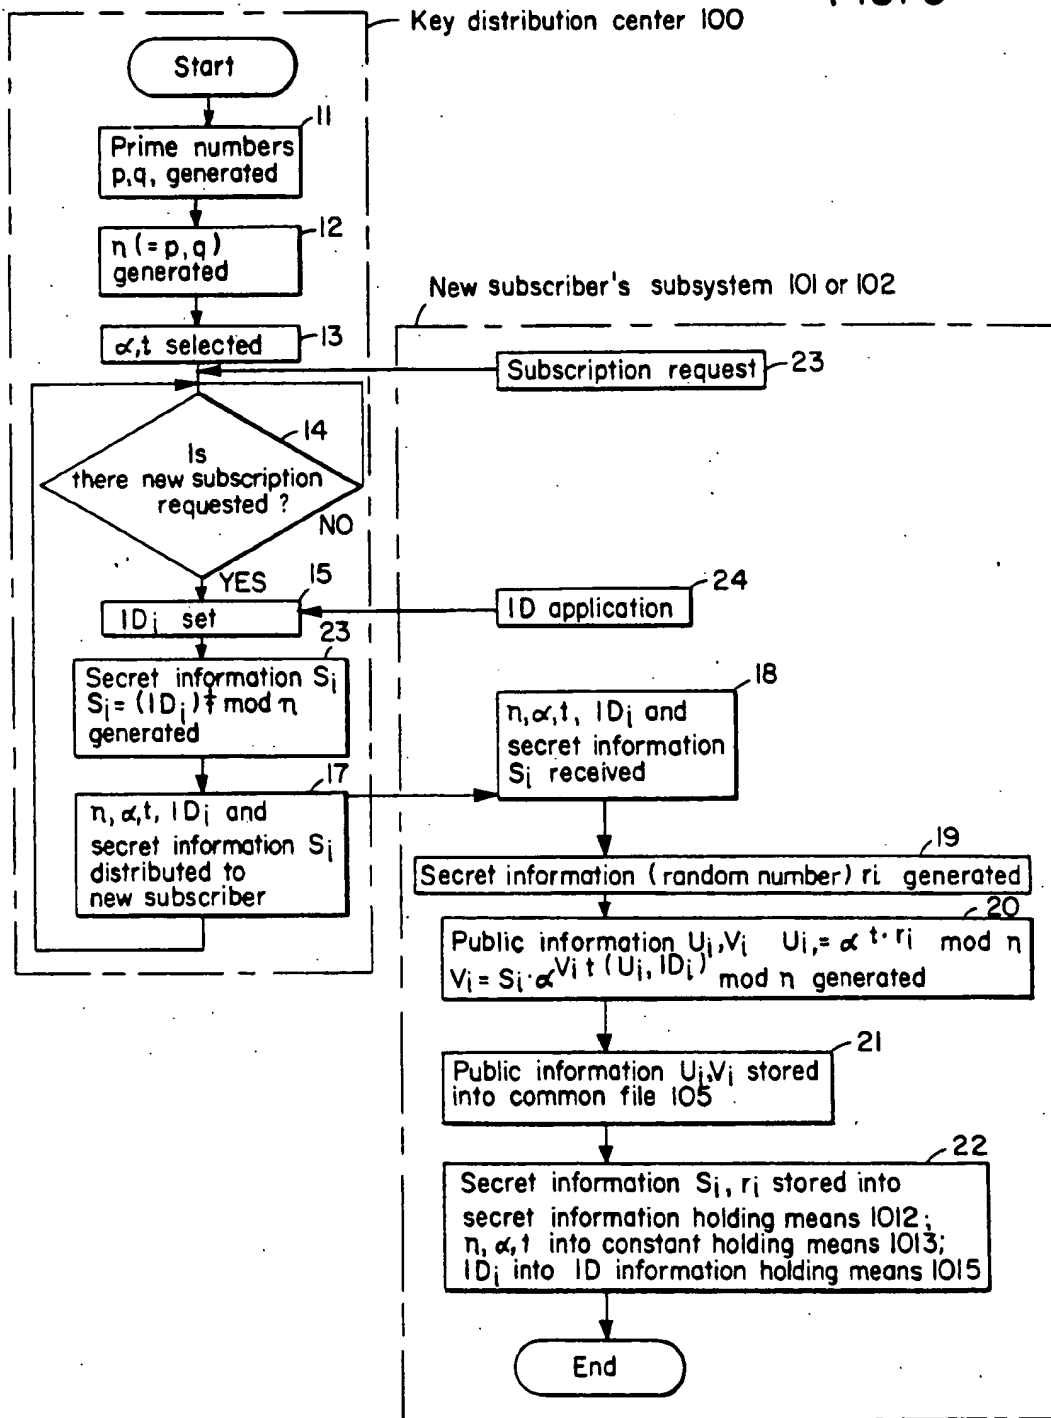 Key distribution center 100
Start
11
Prime numbers
p,q, generated
12
n (= p, q)
generated
13
α,t selected
New subscriber's subsystem 101 or 102
Subscription request
23
14
Is
there new subscription
requested ?
NO
YES
15
IDi set
24
ID application
23
Secret information Si
Si = (IDi) ‡ mod n
generated
17
n, α, t, IDi and
secret information Si
distributed to
new subscriber
18
n, α, t, IDi and
secret information
Si received
19
Secret information (random number) ri generated
20
Public information Ui, Vi Ui, = α t · ri mod n
Vi = Si · α Vi t (Ui, IDi) mod n generated
21
Public information Ui,Vi stored
into common file 105
22
Secret information Si, ri stored into
secret information holding means 1012;
n, α, t into constant holding means 1013;
IDi into ID information holding means 1015
End